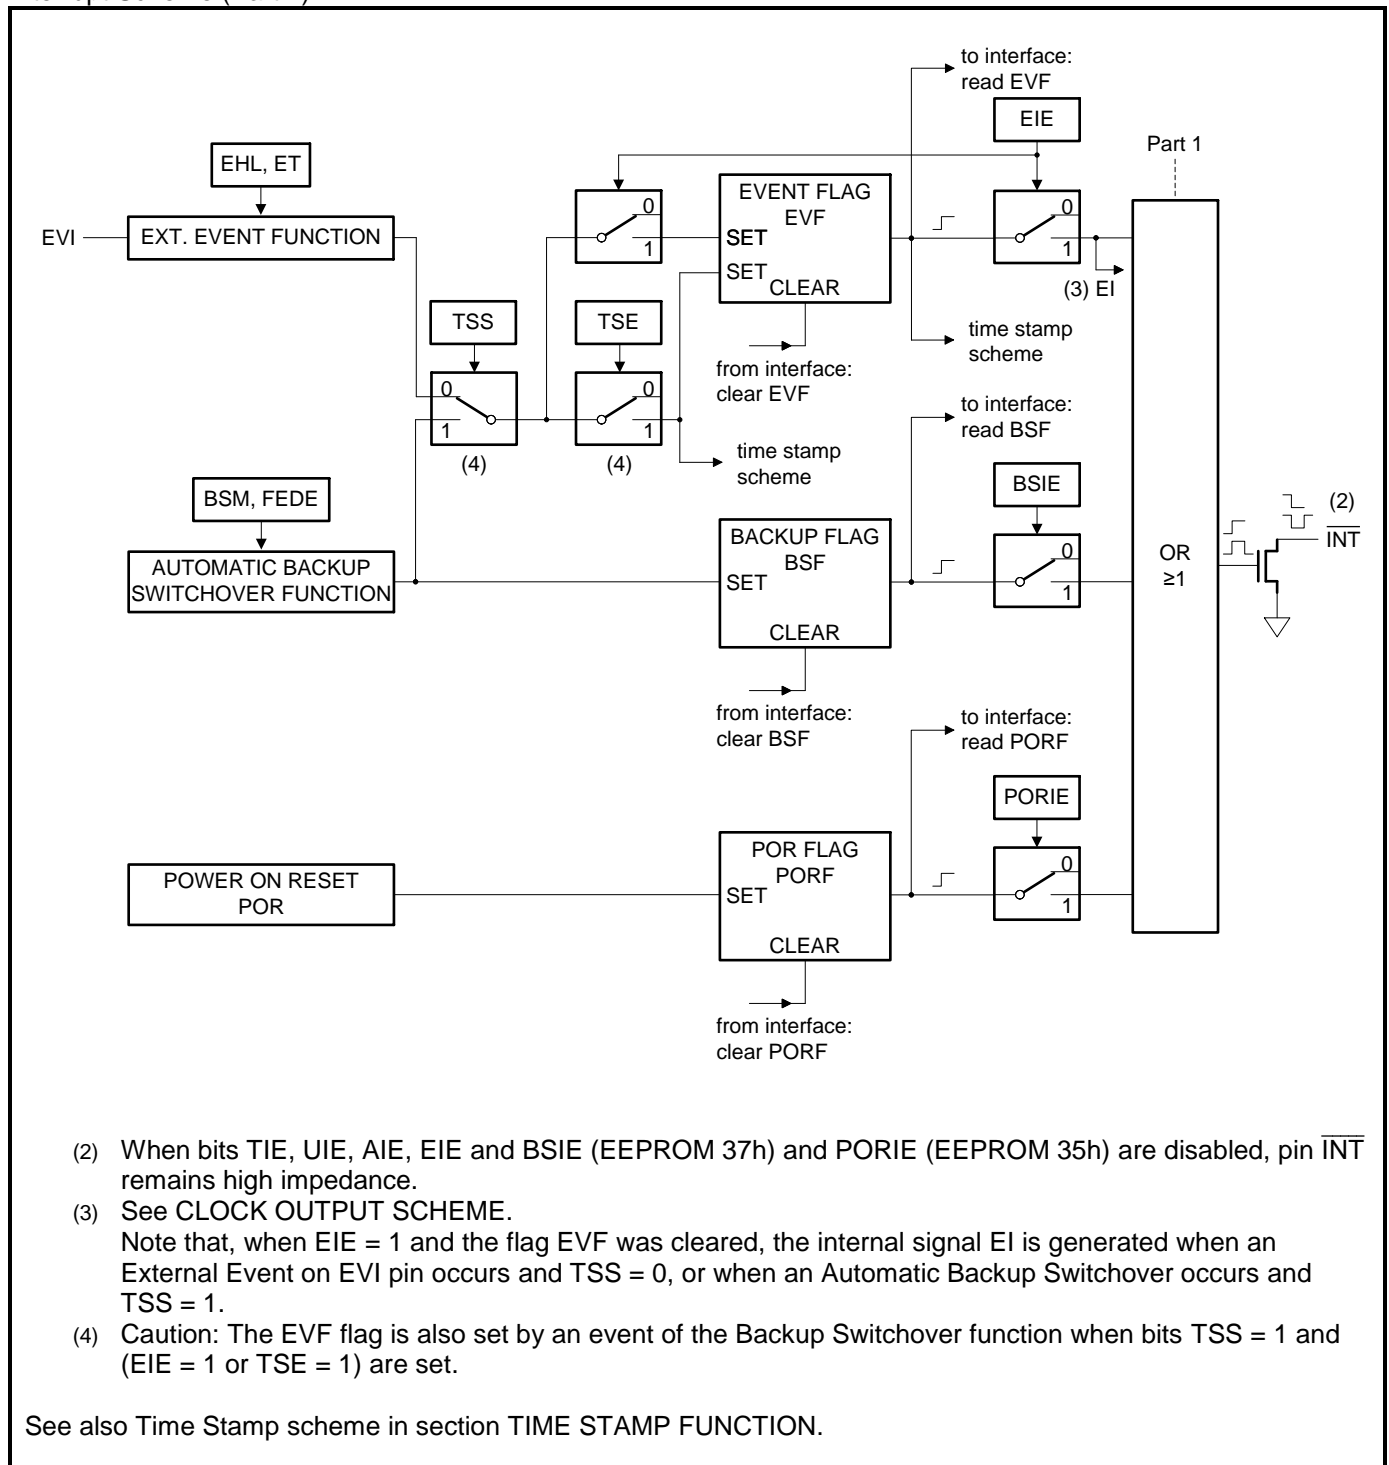 to interface:
read EVF
EIE
Part 1
EHL, ET
EVI
EXT. EVENT FUNCTION
0
1
EVENT FLAG
EVF
SET
SET
CLEAR
0
1
(3) EI
TSS
TSE
from interface:
clear EVF
time stamp
scheme
0
1
(4)
0
1
(4)
time stamp
scheme
to interface:
read BSF
BSM, FEDE
BSIE
AUTOMATIC BACKUP
SWITCHOVER FUNCTION
BACKUP FLAG
BSF
SET
CLEAR
0
1
OR
≥1
(2)
INT
from interface:
clear BSF
to interface:
read PORF
PORIE
POWER ON RESET
POR
POR FLAG
PORF
SET
CLEAR
0
1
from interface:
clear PORF
(2) When bits TIE, UIE, AIE, EIE and BSIE (EEPROM 37h) and PORIE (EEPROM 35h) are disabled, pin INT
remains high impedance.
(3) See CLOCK OUTPUT SCHEME.
Note that, when EIE = 1 and the flag EVF was cleared, the internal signal EI is generated when an
External Event on EVI pin occurs and TSS = 0, or when an Automatic Backup Switchover occurs and
TSS = 1.
(4) Caution: The EVF flag is also set by an event of the Backup Switchover function when bits TSS = 1 and
(EIE = 1 or TSE = 1) are set.
See also Time Stamp scheme in section TIME STAMP FUNCTION.